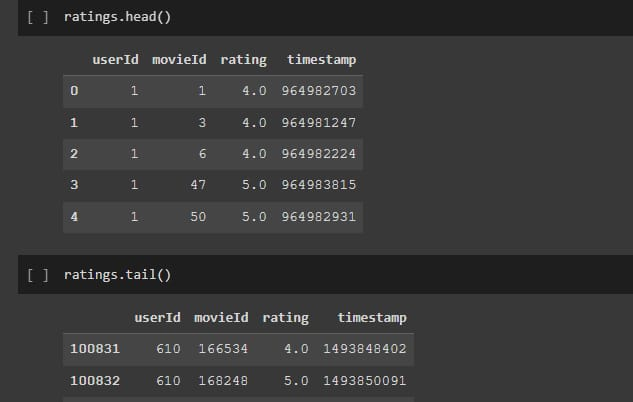 [ ] ratings.head()
userId movieId rating timestamp
0 1 1 4.0 964982703
1 1 3 4.0 964981247
2 1 6 4.0 964982224
3 1 47 5.0 964983815
4 1 50 5.0 964982931
[ ] ratings.tail()
userId movieId rating timestamp
100831 610 166534 4.0 1493848402
100832 610 168248 5.0 1493850091